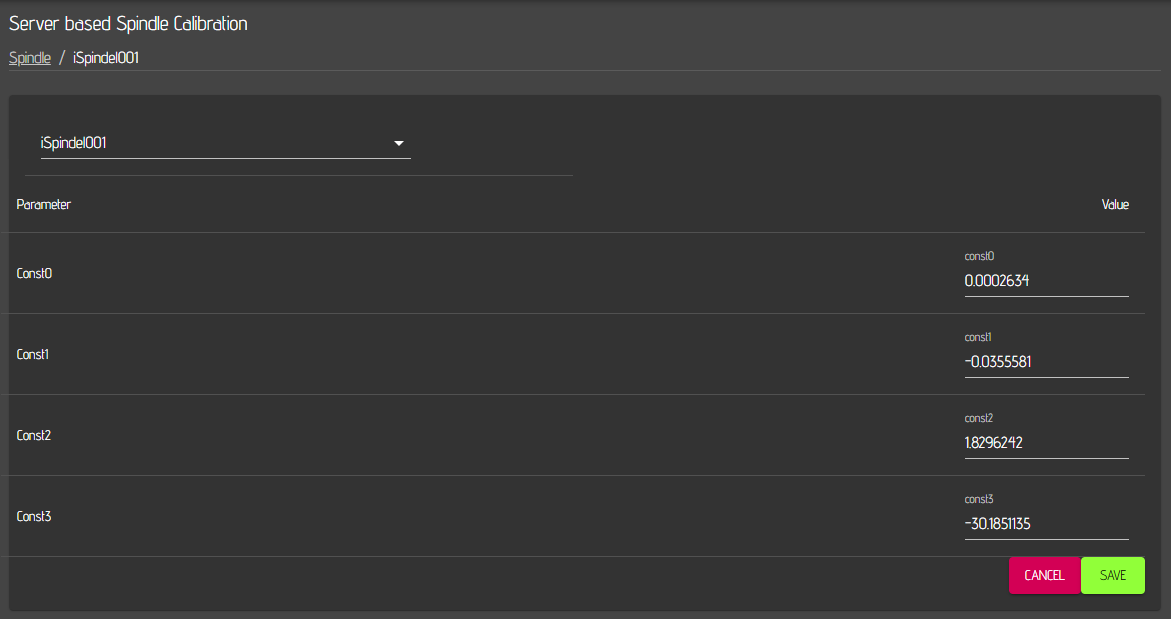 Server based Spindle Calibration
Spindle / iSpindel001
iSpindel001
Parameter Value
const0
Const0 0.0002634
const1
Const1 -0.0355581
const2
Const2 1.8296242
const3
Const3 -30.1851135
CANCEL SAVE